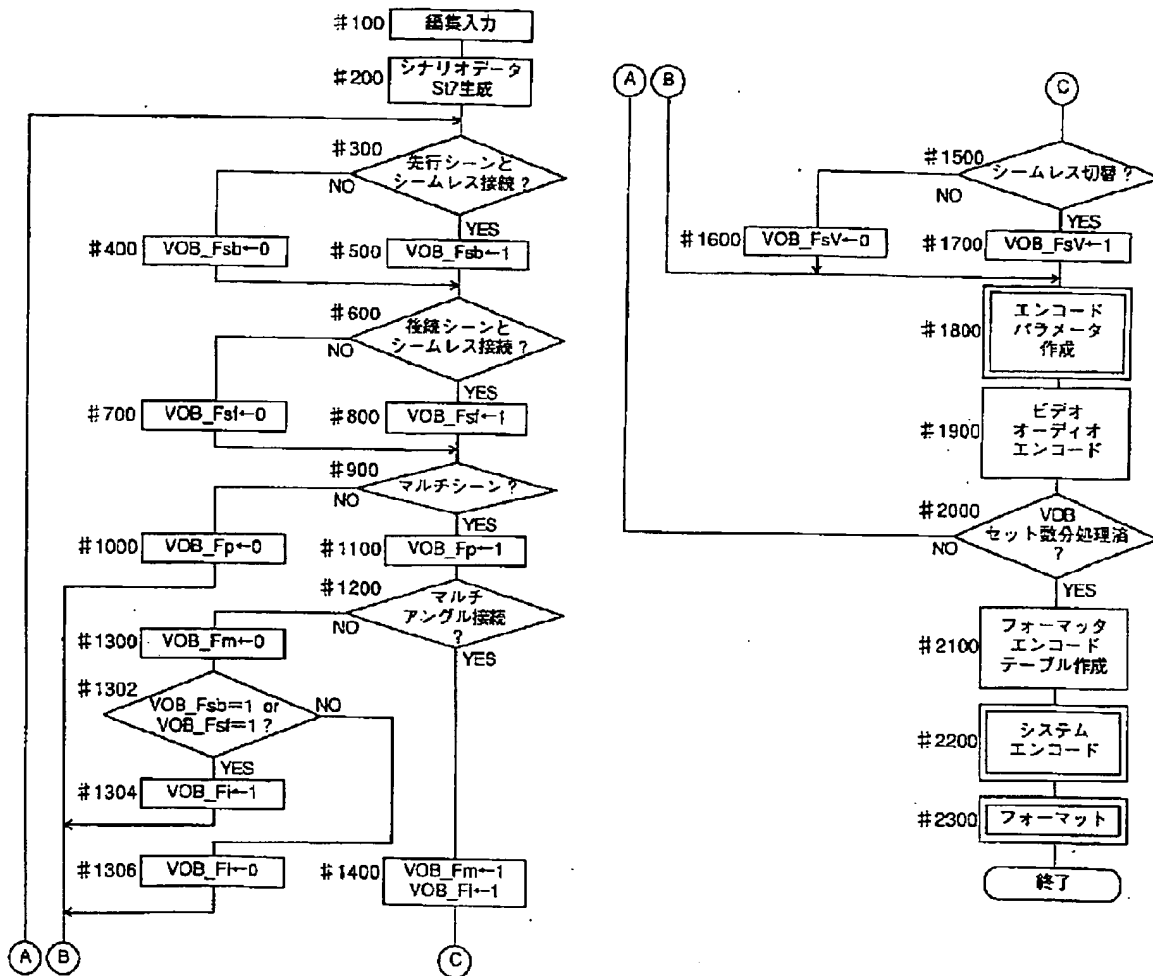 #100
編集入力
#200
シナリオデータ
St7生成
#300
先行シーンと
シームレス接続?
NO
YES
#400
VOB_Fsb←0
#500
VOB_Fsb←1
#600
後続シーンと
シームレス接続?
NO
YES
#700
VOB_Fsf←0
#800
VOB_Fsf←1
#900
マルチシーン?
NO
YES
#1000
VOB_Fp←0
#1100
VOB_Fp←1
#1200
マルチ
アングル接続
?
NO
YES
#1300
VOB_Fm←0
#1302
VOB_Fsb=1 or
VOB_Fsf=1?
NO
YES
#1304
VOB_Fi←1
#1306
VOB_Fi←0
#1400
VOB_Fm←1
VOB_Fi←1
A
B
C
A
B
C
#1500
シームレス切替?
NO
YES
#1600
VOB_FsV←0
#1700
VOB_FsV←1
#1800
エンコード
パラメータ
作成
#1900
ビデオ
オーディオ
エンコード
#2000
VOB
セット数分処理済
?
NO
YES
#2100
フォーマッタ
エンコード
テーブル作成
#2200
システム
エンコード
#2300
フォーマット
終了